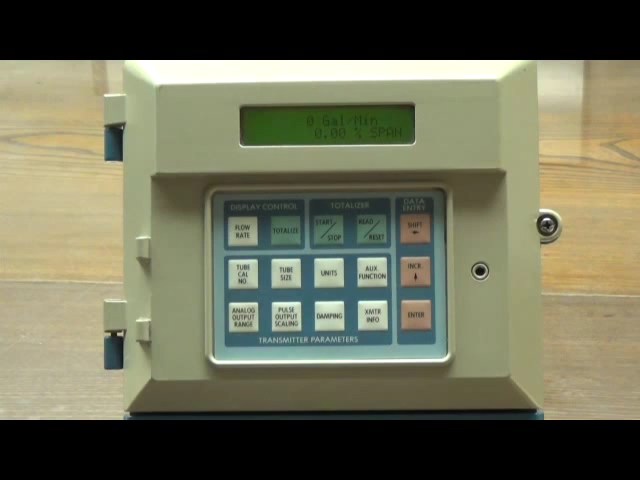 0 Gal/Min
0.00 % SPAN
DISPLAY CONTROL
TOTALIZER
DATA
ENTRY
FLOW
RATE
TOTALIZE
START/
STOP
READ/
RESET
SHIFT
←
TUBE
CAL
NO.
TUBE
SIZE
UNITS
AUX
FUNCTION
INCR.
ANALOG
OUTPUT
RANGE
PULSE
OUTPUT
SCALING
DAMPING
XMTR
INFO
ENTER
TRANSMITTER PARAMETERS